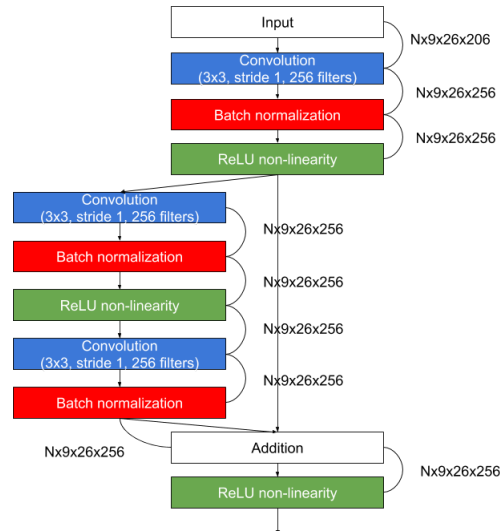 Input
Nx9x26x206
Convolution
(3x3, stride 1, 256 filters)
Nx9x26x256
Batch normalization
Nx9x26x256
ReLU non-linearity
Convolution
(3x3, stride 1, 256 filters)
Nx9x26x256
Batch normalization
Nx9x26x256
ReLU non-linearity
Nx9x26x256
Convolution
(3x3, stride 1, 256 filters)
Nx9x26x256
Batch normalization
Nx9x26x256
Addition
Nx9x26x256
ReLU non-linearity